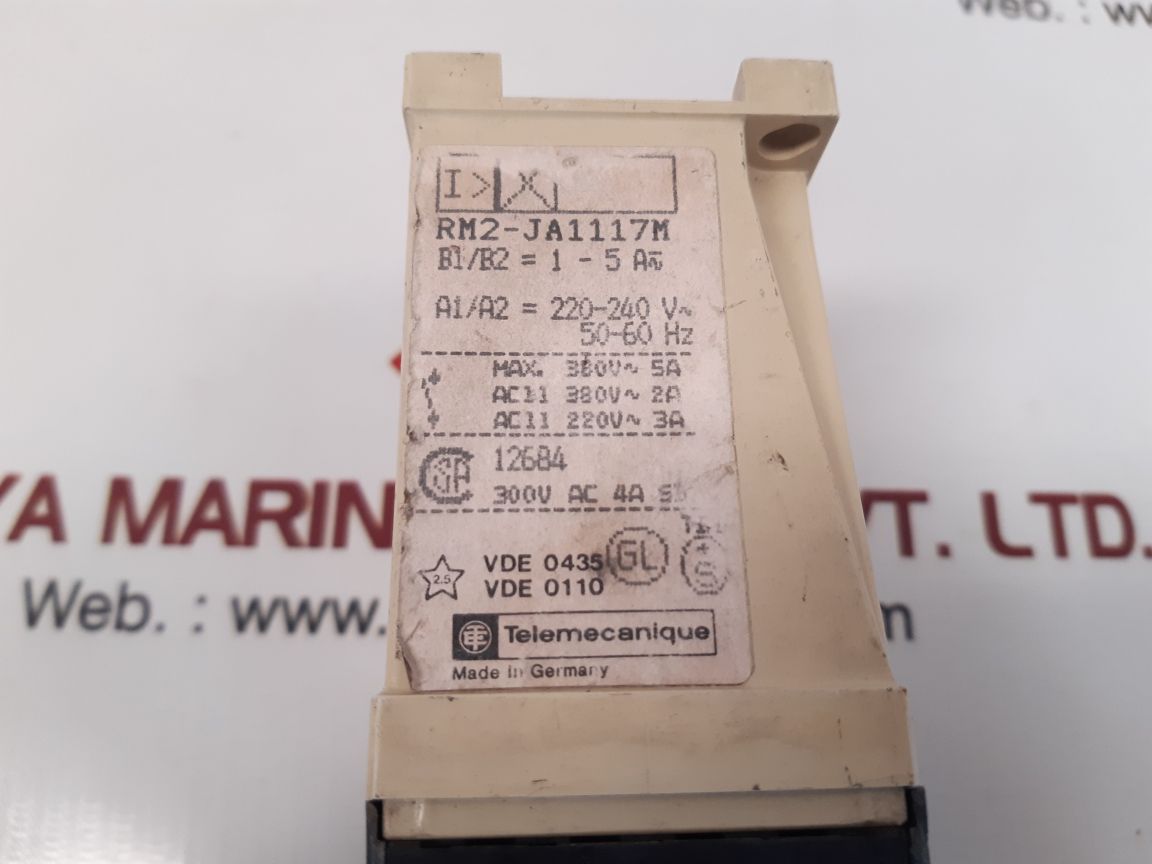 Web. :
I>
RM2-JA1117M
B1/B2 = 1 - 5 A≂
A1/A2 = 220-240 V~
50-60 Hz
MAX. 380V~ 5A
AC11 380V~ 2A
AC11 220V~ 3A
12684
300V AC 4A
YA MARIN VT. LTD.
Web. : www. m
VDE 0435 GL
2.5 VDE 0110
Telemecanique
Made in Germany